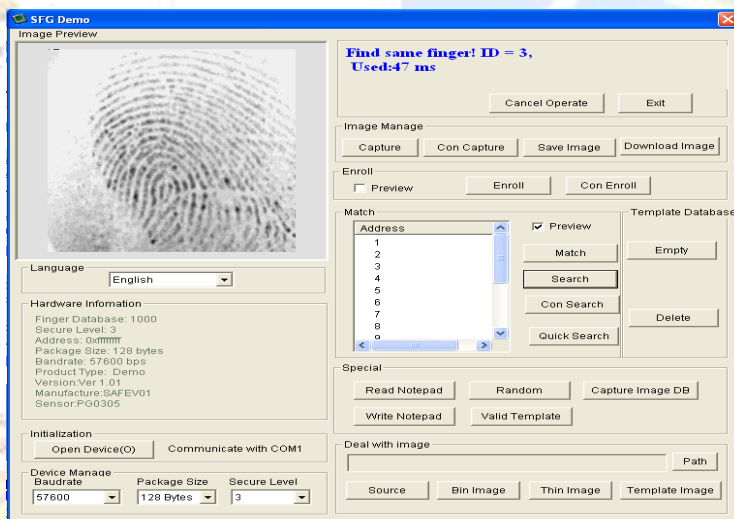 SFG Demo
Image Preview
Find same finger! ID = 3,
Used:47 ms
Cancel Operate
Exit
Image Manage
Capture
Con Capture
Save Image
Download Image
Enroll
Preview
Enroll
Con Enroll
Match
Template Database
Address
1
2
3
4
5
6
7
8
9
Preview
Match
Search
Con Search
Quick Search
Empty
Delete
Language
English
Hardware Infomation
Finger Database: 1000
Secure Level: 3
Address: 0xffffffff
Package Size: 128 bytes
Bandrate: 57600 bps
Product Type: Demo
Version:Ver 1.01
Manufacture:SAFEV01
Sensor:PG0305
Special
Read Notepad
Random
Capture Image DB
Write Notepad
Valid Template
Initialization
Open Device(O)
Communicate with COM1
Device Manage
Baudrate
Package Size
Secure Level
57600
128 Bytes
3
Deal with image
Path
Source
Bin Image
Thin Image
Template Image